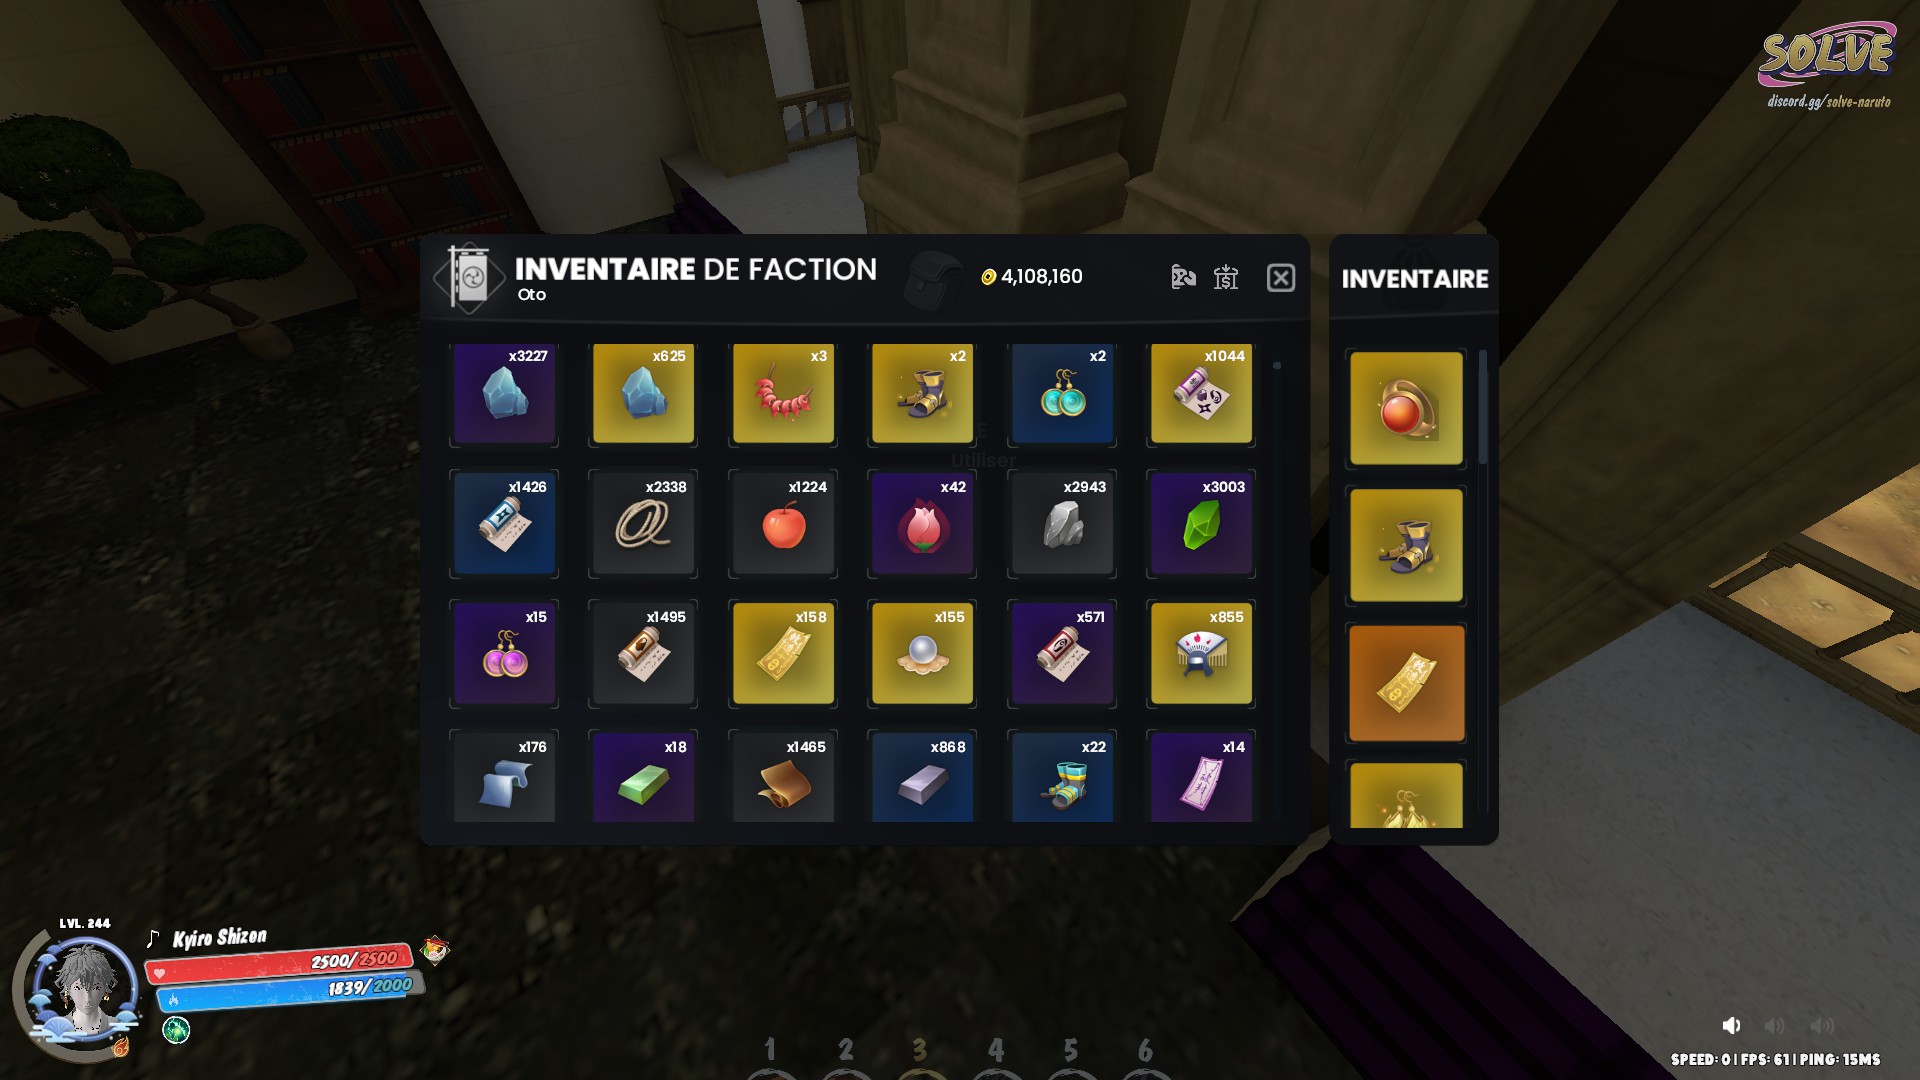 SOLVE
discord.gg/solve-naruto
INVENTAIRE DE FACTION
Oto
4,108,160
INVENTAIRE
x3227 x625 x3 x2 x2 x1044
Utiliser
x1426 x2338 x1224 x42 x2943 x3003
x15 x1495 x158 x155 x571 x855
x176 x18 x1465 x868 x22 x14
LVL. 244
Kyiro Shizen
2500/2500
1839/2000
1 2 3 4 5 6
SPEED: 0 | FPS: 61 | PING: 15MS